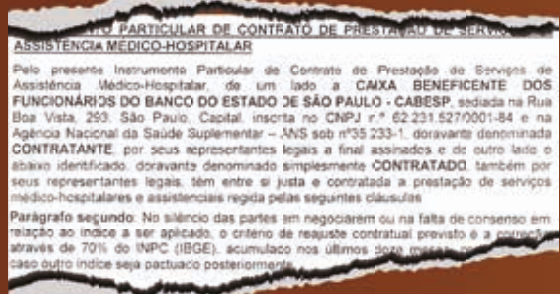 PARTICULAR DE CONTRATO DE PRESTAÇÃO DE
ASSISTÊNCIA MÉDICO-HOSPITALAR
Pelo presente Instrumento Particular de Contrato de Prestação de Serviços de
Assistência Médico-Hospitalar, de um lado a CAIXA BENEFICENTE DOS
FUNCIONÁRIOS DO BANCO DO ESTADO DE SÃO PAULO - CABESP, sediada na Rua
Boa Vista, 293, São Paulo, Capital, inscrita no CNPJ n.º 62.231.527/0001-84 e na
Agência Nacional da Saúde Suplementar – ANS sob nº35.233-1, doravante denominada
CONTRATANTE, por seus representantes legais a final assinados e de outro lado o
abaixo identificado, doravante denominado simplesmente CONTRATADO, também por
seus representantes legais, têm entre si justa e contratada a prestação de serviços
médico-hospitalares e assistenciais regida pelas seguintes cláusulas
Parágrafo segundo: No silêncio das partes em negociarem ou na falta de consenso em
relação ao índice a ser aplicado, o critério de reajuste contratual previsto é a correção
através de 70% do INPC (IBGE), acumulado nos últimos doze meses,
caso outro índice seja pactuado posteriormente